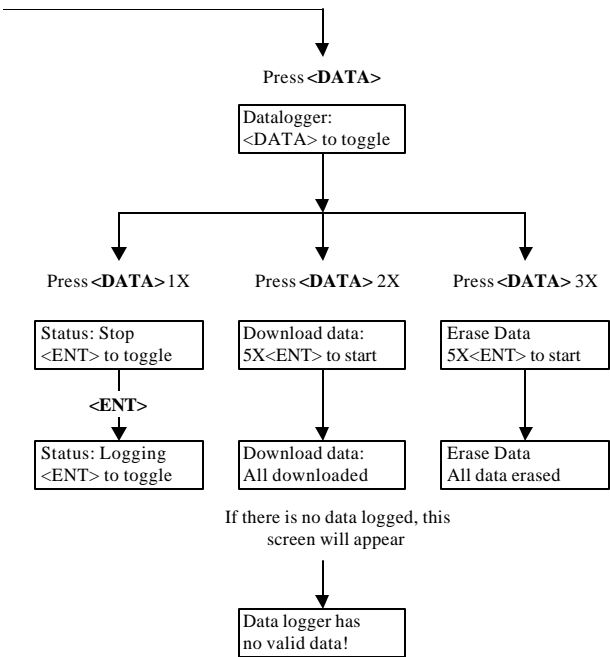 Press <DATA>
Datalogger:
<DATA> to toggle
Press <DATA> 1X
Press <DATA> 2X
Press <DATA> 3X
Status: Stop
<ENT> to toggle
Download data:
5X<ENT> to start
Erase Data
5X<ENT> to start
<ENT>
Status: Logging
<ENT> to toggle
Download data:
All downloaded
Erase Data
All data erased
If there is no data logged, this
screen will appear
Data logger has
no valid data!